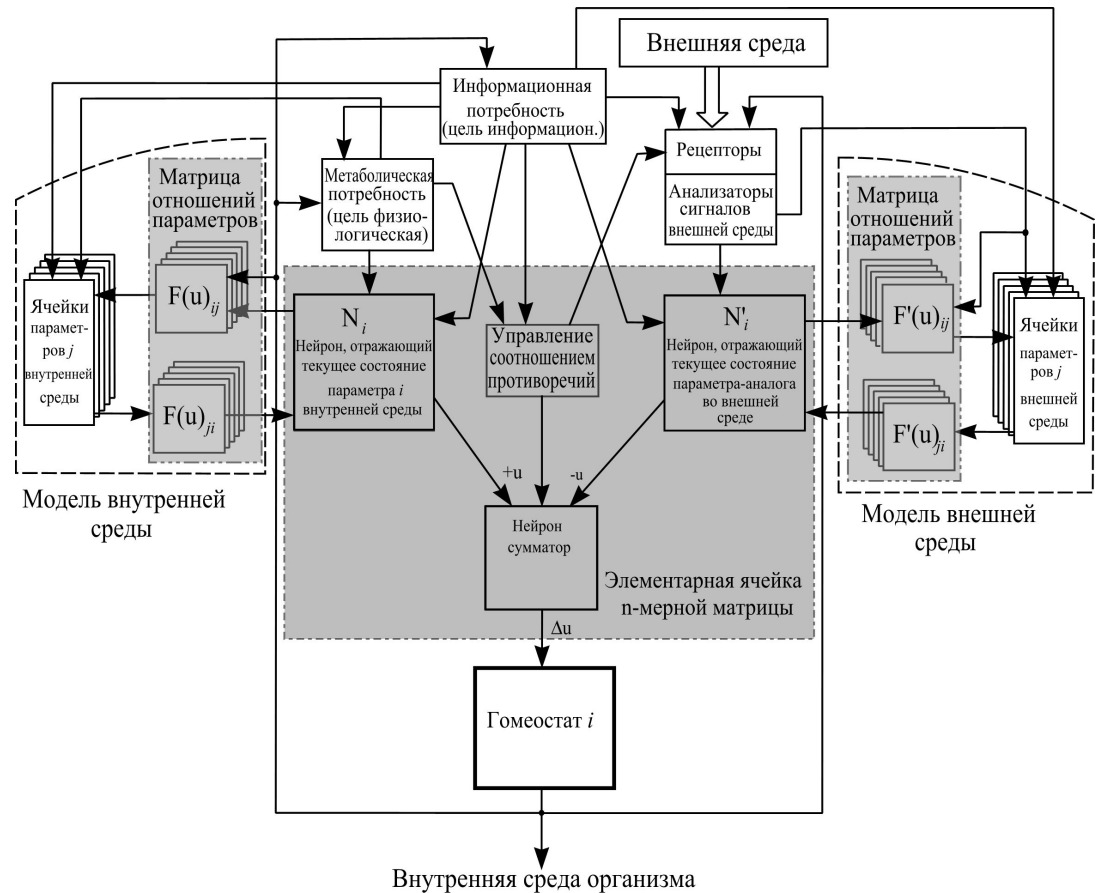 Внешняя среда
Информационная
потребность
(цель информацион.)
Рецепторы
Анализаторы
сигналов
внешней среды
Метаболическая
потребность
(цель физио-
логическая)
Матрица
отношений
параметров
F(u)ij
F(u)ji
Ячейки
парамет-
ров j
внутренней
среды
Модель внутренней
среды
Ni
Нейрон, отражающий
текущее состояние
параметра i
внутренней среды
Управление
соотношением
противоречий
N'i
Нейрон, отражающий
текущее состояние
параметра-аналога
во внешней
среде
Матрица
отношений
параметров
F'(u)ij
F'(u)ji
Ячейки
парамет-
ров j
внешней
среды
Модель внешней
среды
+u
-u
Нейрон
сумматор
Элементарная ячейка
n-мерной матрицы
Δu
Гомеостат i
Внутренняя среда организма